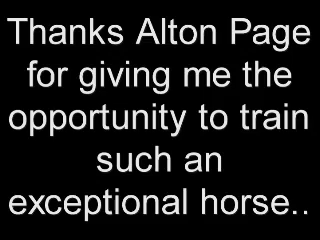 Thanks Alton Page
for giving me the
opportunity to train
such an
exceptional horse..